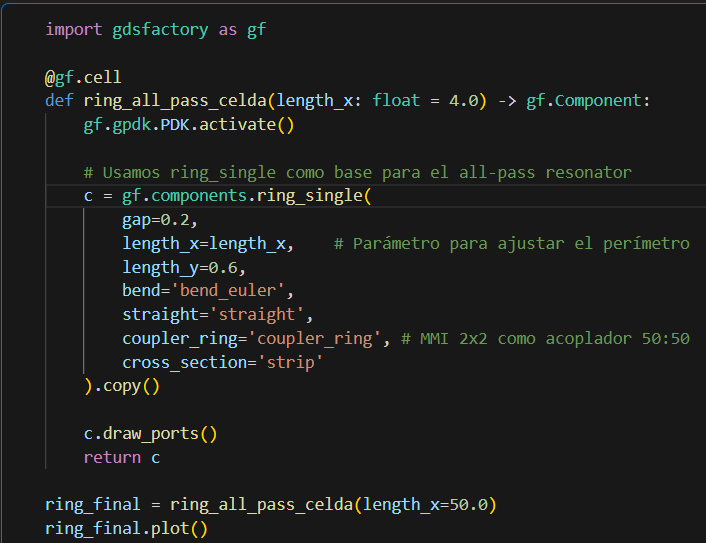 import gdsfactory as gf
@gf.cell
def ring_all_pass_celda(length_x: float = 4.0) -> gf.Component:
gf.gpdk.PDK.activate()
# Usamos ring_single como base para el all-pass resonator
c = gf.components.ring_single(
gap=0.2,
length_x=length_x, # Parámetro para ajustar el perímetro
length_y=0.6,
bend='bend_euler',
straight='straight',
coupler_ring='coupler_ring', # MMI 2x2 como acoplador 50:50
cross_section='strip'
).copy()
c.draw_ports()
return c
ring_final = ring_all_pass_celda(length_x=50.0)
ring_final.plot()